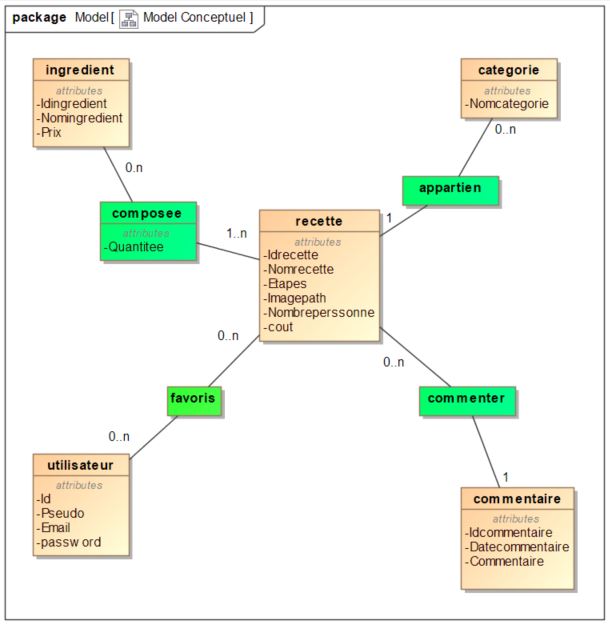 package Model[ Model Conceptuel ]
ingredient
attributes
-Idingredient
-Nomingredient
-Prix
categorie
attributes
-Nomcategorie
0..n
0.n
appartien
composee
attributes
-Quantitee
1
1..n
recette
attributes
-Idrecette
-Nomrecette
-Etapes
-Imagepath
-Nombreperssonne
-cout
0..n
0..n
favoris
commenter
0..n
utilisateur
attributes
-Id
-Pseudo
-Email
-password
1
commentaire
attributes
-Idcommentaire
-Datecommentaire
-Commentaire